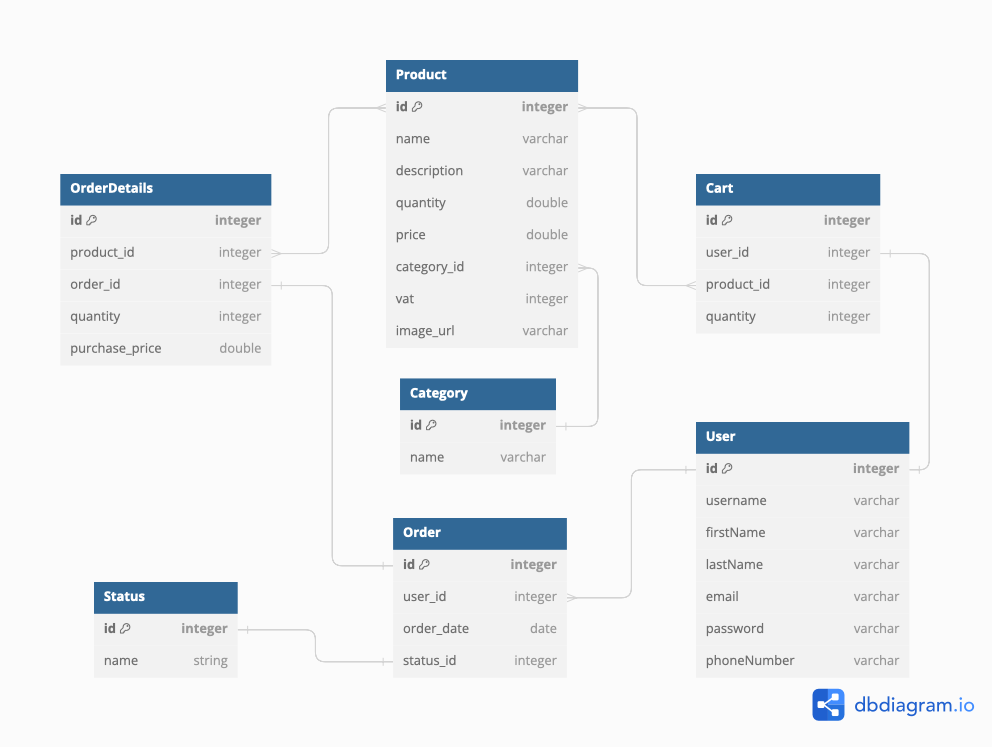 Product
id integer
name varchar
description varchar
quantity double
price double
category_id integer
vat integer
image_url varchar
OrderDetails
id integer
product_id integer
order_id integer
quantity integer
purchase_price double
Cart
id integer
user_id integer
product_id integer
quantity integer
Category
id integer
name varchar
User
id integer
username varchar
firstName varchar
lastName varchar
email varchar
password varchar
phoneNumber varchar
Order
id integer
user_id integer
order_date date
status_id integer
Status
id integer
name string
dbdiagram.io